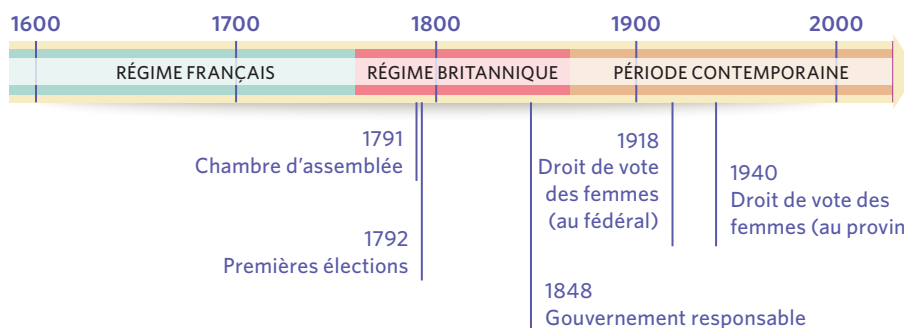 1600 1700 1800 1900 2000
RÉGIME FRANÇAIS RÉGIME BRITANNIQUE PÉRIODE CONTEMPORAINE
1791
Chambre d'assemblée
1792
Premières élections
1848
Gouvernement responsable
1918
Droit de vote
des femmes
(au fédéral)
1940
Droit de vote des
femmes (au provin